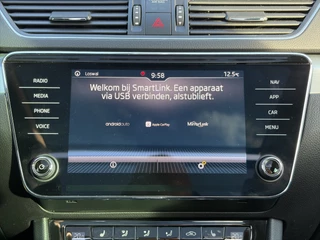 Lokaal
9:58
12.5°C
RADIO
MEDIA
PHONE
VOICE
Welkom bij SmartLink. Een apparaat
via USB verbinden, alstublieft.
android auto
Apple CarPlay
MirrorLink
NAV
APP
CAR
MENU